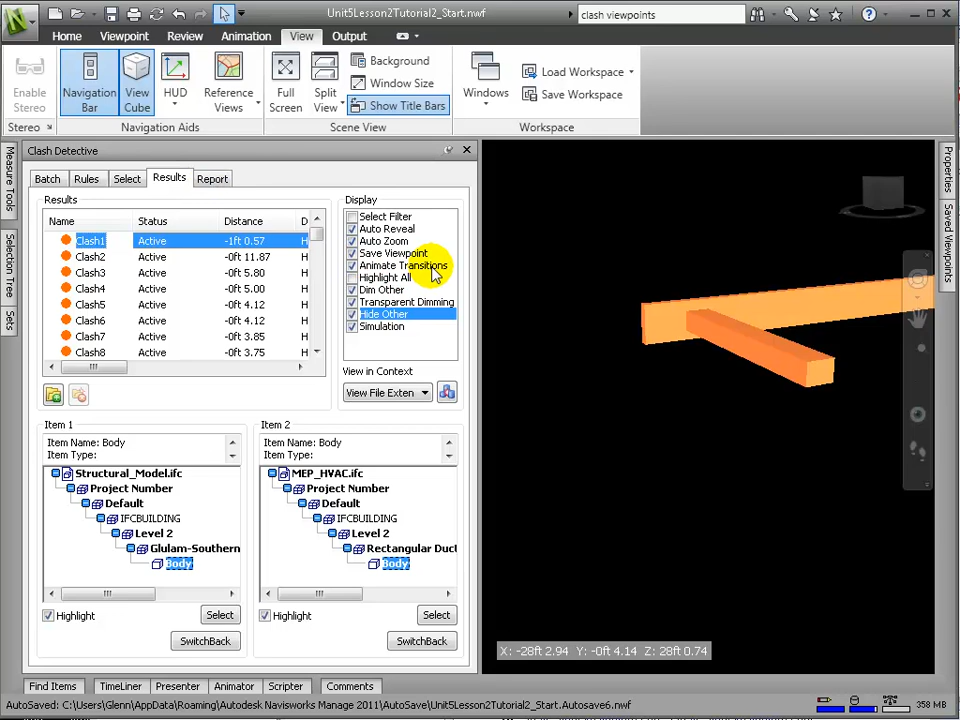 Unit5Lesson2Tutorial2_Start.nwf
clash viewpoints
Home Viewpoint Review Animation View Output
Enable Stereo
Navigation Bar
View Cube
HUD
Reference Views
Full Screen
Split View
Background
Window Size
Show Title Bars
Windows
Load Workspace
Save Workspace
Stereo Navigation Aids Scene View Workspace
Measure Tools
Selection Tree
Sets
Properties
Saved Viewpoints
Clash Detective
Batch Rules Select Results Report
Results
Name Status Distance D
Clash1 Active -1ft 0.57 H
Clash2 Active -0ft 11.87 H
Clash3 Active -0ft 5.80 H
Clash4 Active -0ft 5.00 H
Clash5 Active -0ft 4.12 H
Clash6 Active -0ft 4.12 H
Clash7 Active -0ft 3.85 H
Clash8 Active -0ft 3.75 H
Display
Select Filter
Auto Reveal
Auto Zoom
Save Viewpoint
Animate Transitions
Highlight All
Dim Other
Transparent Dimming
Hide Other
Simulation
View in Context
View File Exten
Item 1
Item Name: Body
Item Type:
Structural_Model.ifc
Project Number
Default
IFCBUILDING
Level 2
Glulam-Southern
Body
Highlight Select
SwitchBack
Item 2
Item Name: Body
Item Type:
MEP_HVAC.ifc
Project Number
Default
IFCBUILDING
Level 2
Rectangular Duct
Body
Highlight Select
SwitchBack
X: -28ft 2.94 Y: -0ft 4.14 Z: 28ft 0.74
Find Items TimeLiner Presenter Animator Scripter Comments
AutoSaved: C:\Users\Glenn\AppData\Roaming\Autodesk Navisworks Manage 2011\AutoSave\Unit5Lesson2Tutorial2_Start.Autosave6.nwf
358 MB